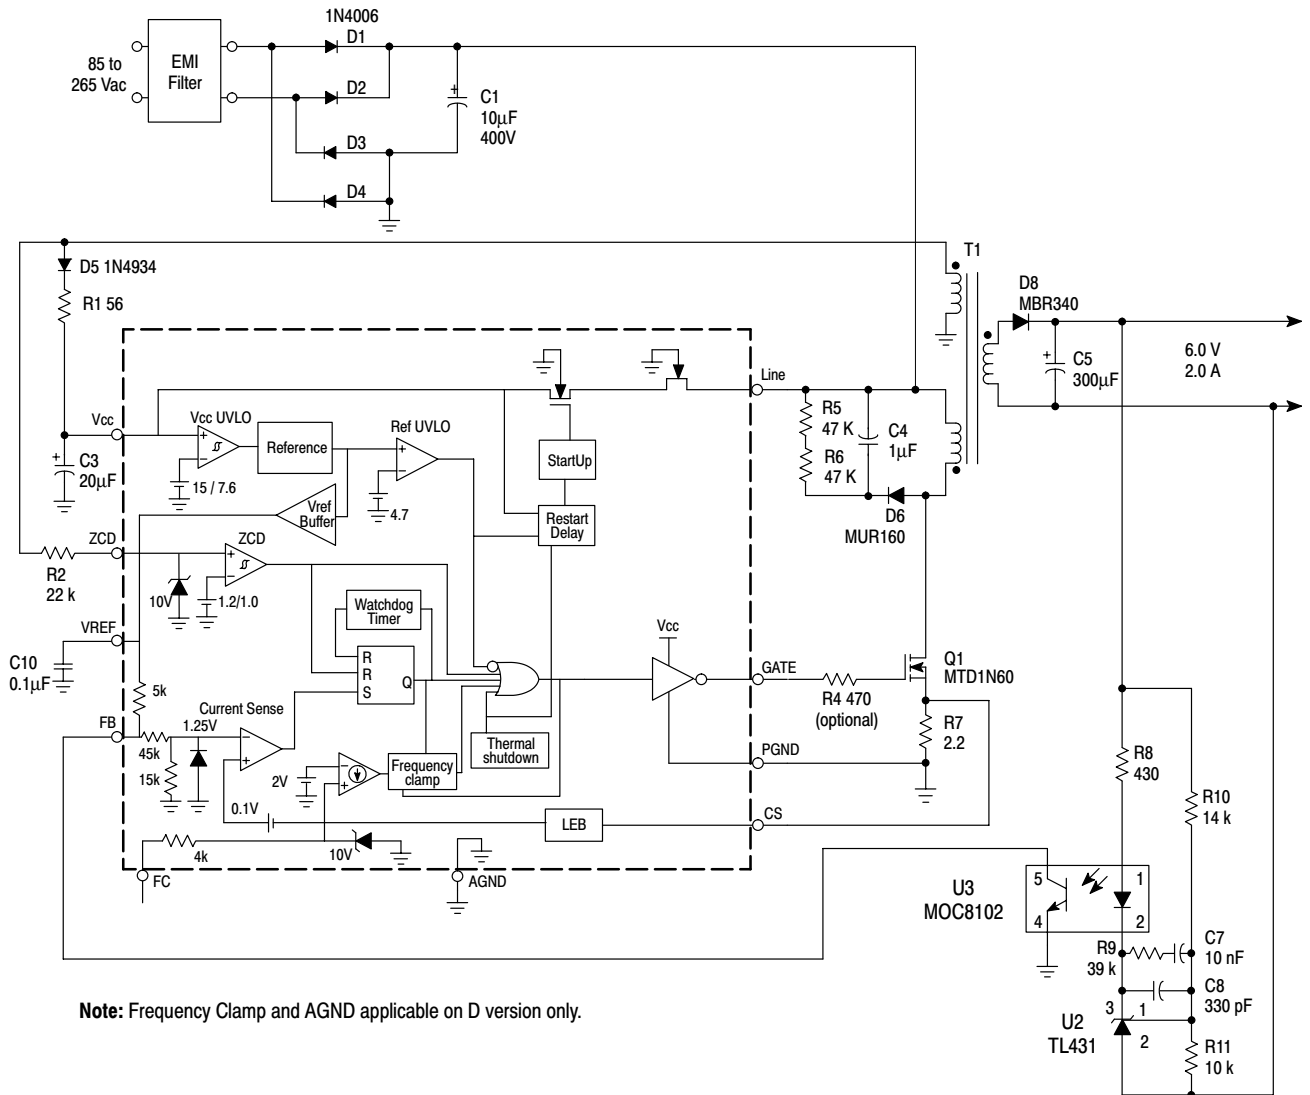 1N4006
D1
85 to
265 Vac
EMI
Filter
D2
C1
10µF
400V
+
D3
D4
D5 1N4934
R1 56
T1
D8
MBR340
+
C5
300µF
6.0 V
2.0 A
Line
Vcc
Vcc UVLO
+
−
Reference
Ref UVLO
+
−
StartUp
R5
47 K
C4
1µF
R6
47 K
+
C3
20µF
15 / 7.6
Vref
Buffer
4.7
Restart
Delay
D6
MUR160
ZCD
R2
22 k
ZCD
+
−
10V
1.2/1.0
Watchdog
Timer
VREF
C10
0.1µF
R
R
S
Q
Vcc
GATE
R4 470
(optional)
Q1
MTD1N60
5k
FB
45k
15k
1.25V
Current Sense
−
+
2V
−
+
Frequency
clamp
Thermal
shutdown
PGND
R7
2.2
R8
430
R10
14 k
0.1V
LEB
CS
4k
10V
FC
AGND
U3
MOC8102
5
4
1
2
R9
39 k
C7
10 nF
C8
330 pF
U2
TL431
3
1
2
R11
10 k
Note: Frequency Clamp and AGND applicable on D version only.